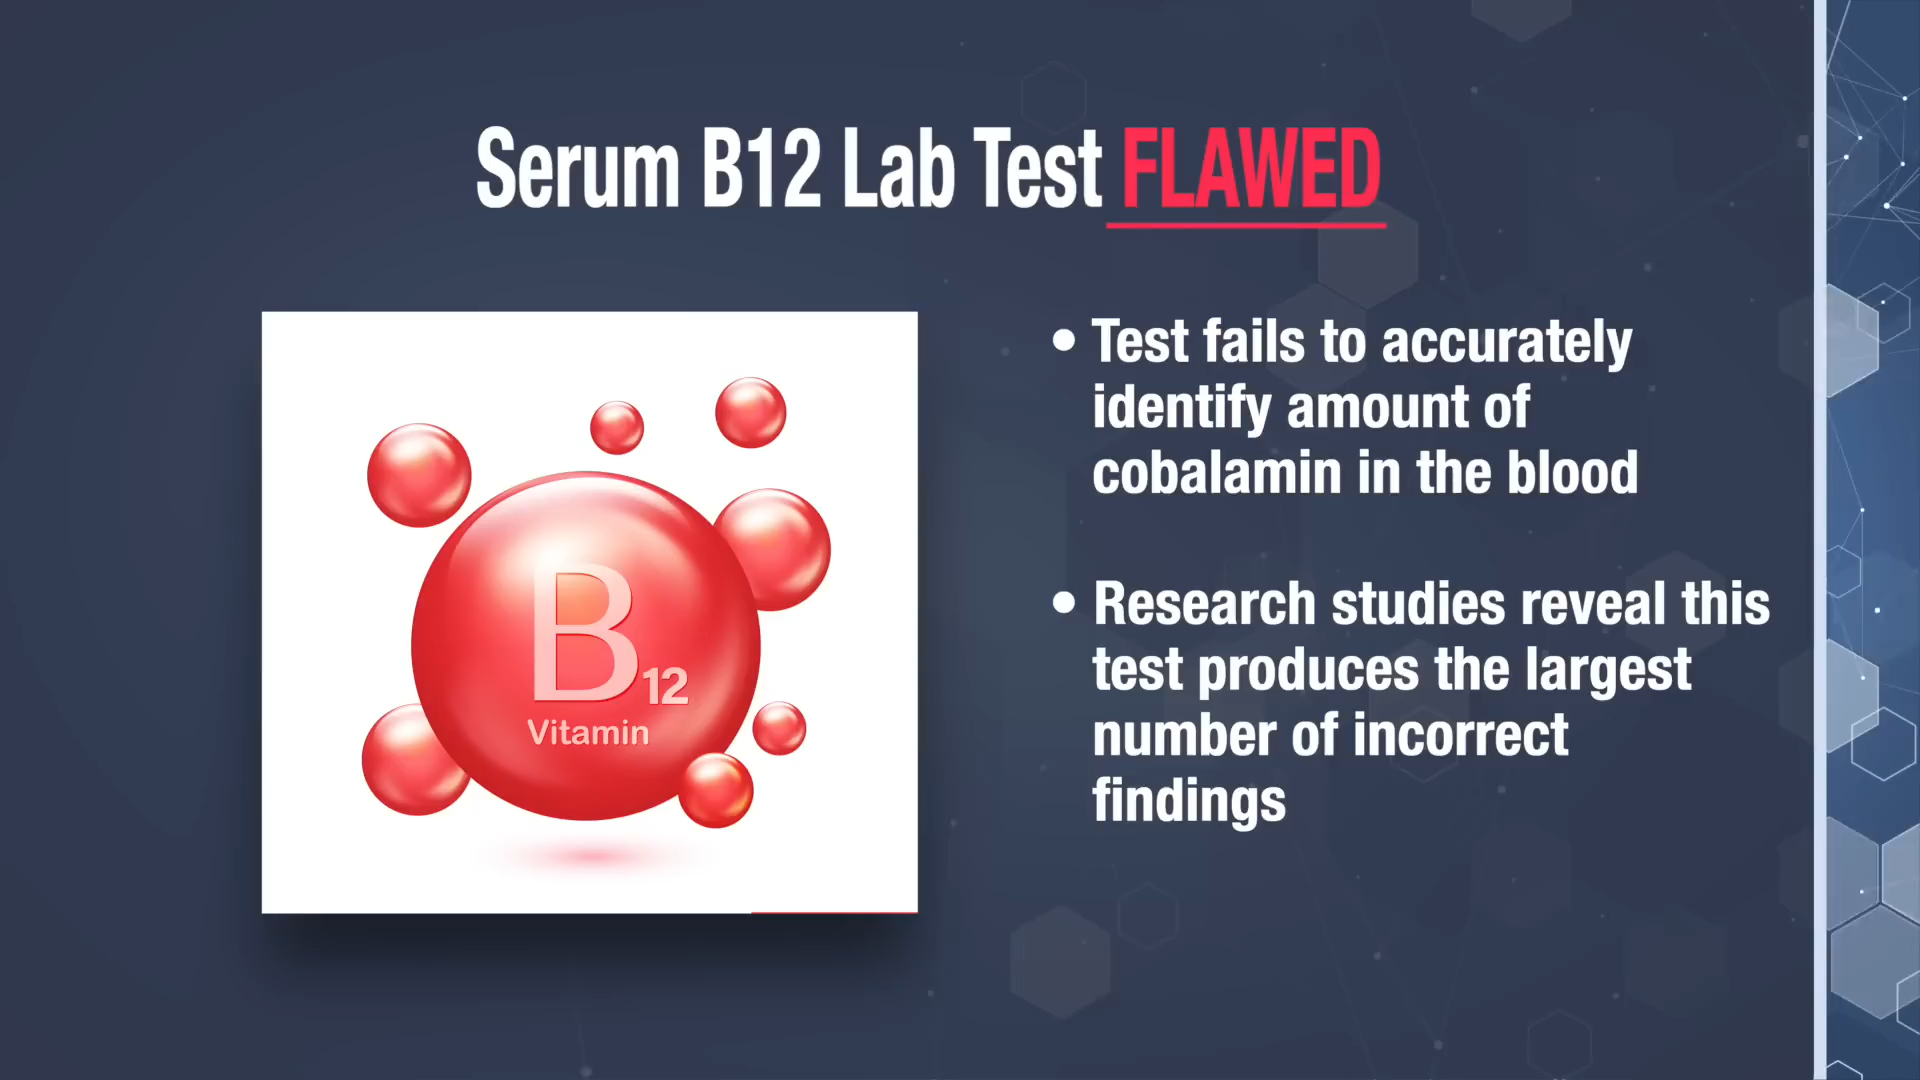 Serum B12 Lab Test FLAWED
B12
Vitamin
• Test fails to accurately
identify amount of
cobalamin in the blood
• Research studies reveal this
test produces the largest
number of incorrect
findings